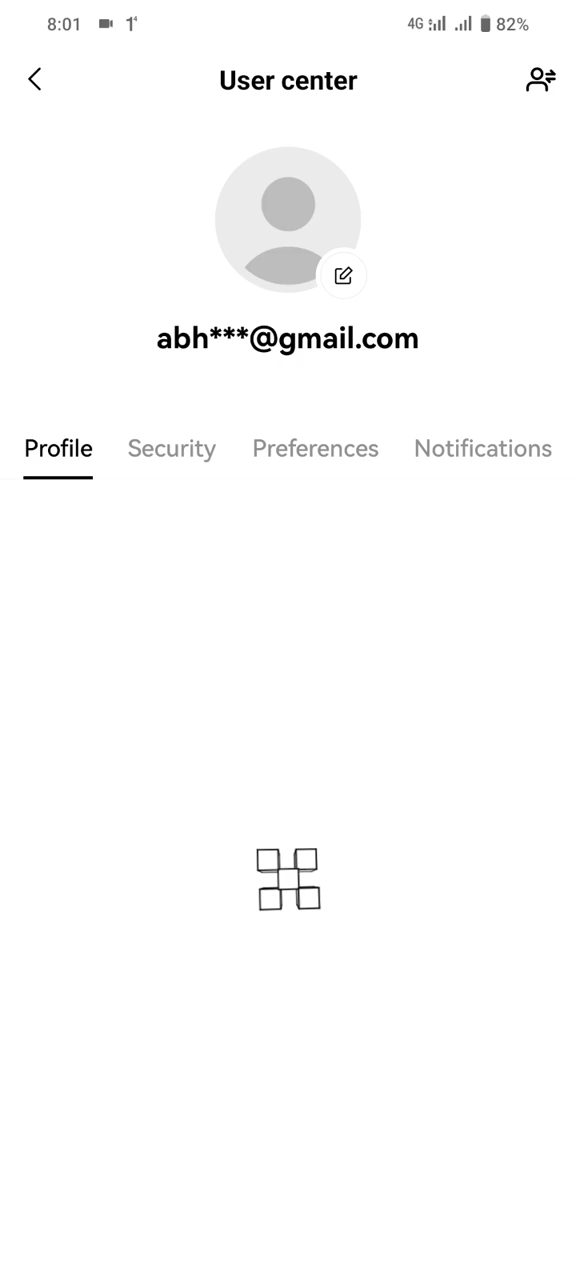 8:01
4G 82%
User center
abh***@gmail.com
Profile Security Preferences Notifications